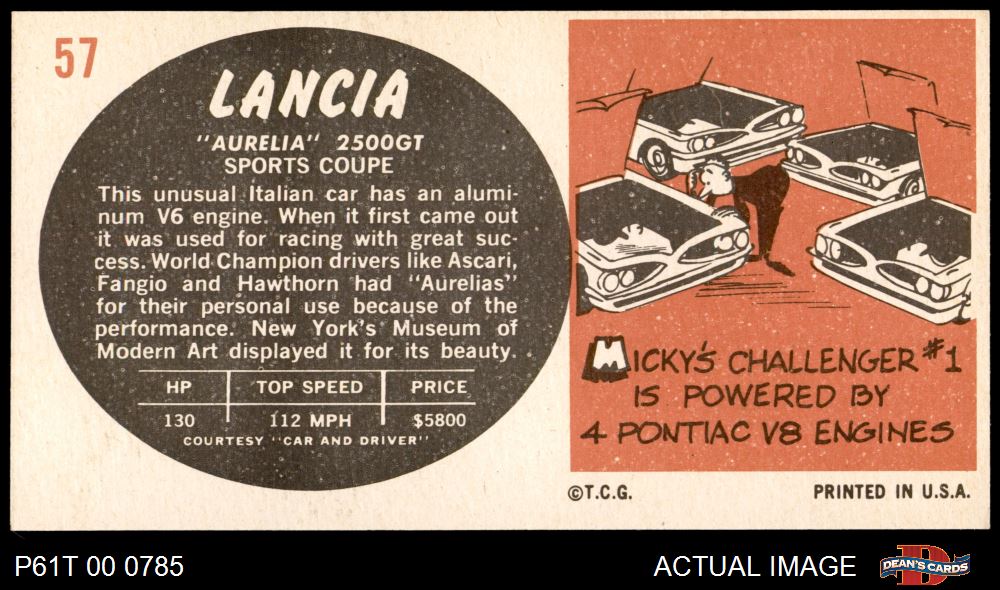 57
LANCIA
"AURELIA" 2500GT
SPORTS COUPE
This unusual Italian car has an alumi-
num V6 engine. When it first came out
it was used for racing with great suc-
cess. World Champion drivers like Ascari,
Fangio and Hawthorn had "Aurelias"
for their personal use because of the
performance. New York's Museum of
Modern Art displayed it for its beauty.
HP TOP SPEED PRICE
130 112 MPH $5800
COURTESY "CAR AND DRIVER"
MICKY'S CHALLENGER #1
IS POWERED BY
4 PONTIAC V8 ENGINES
©T.C.G. PRINTED IN U.S.A.
P61T 00 0785 ACTUAL IMAGE D DEAN'S CARDS